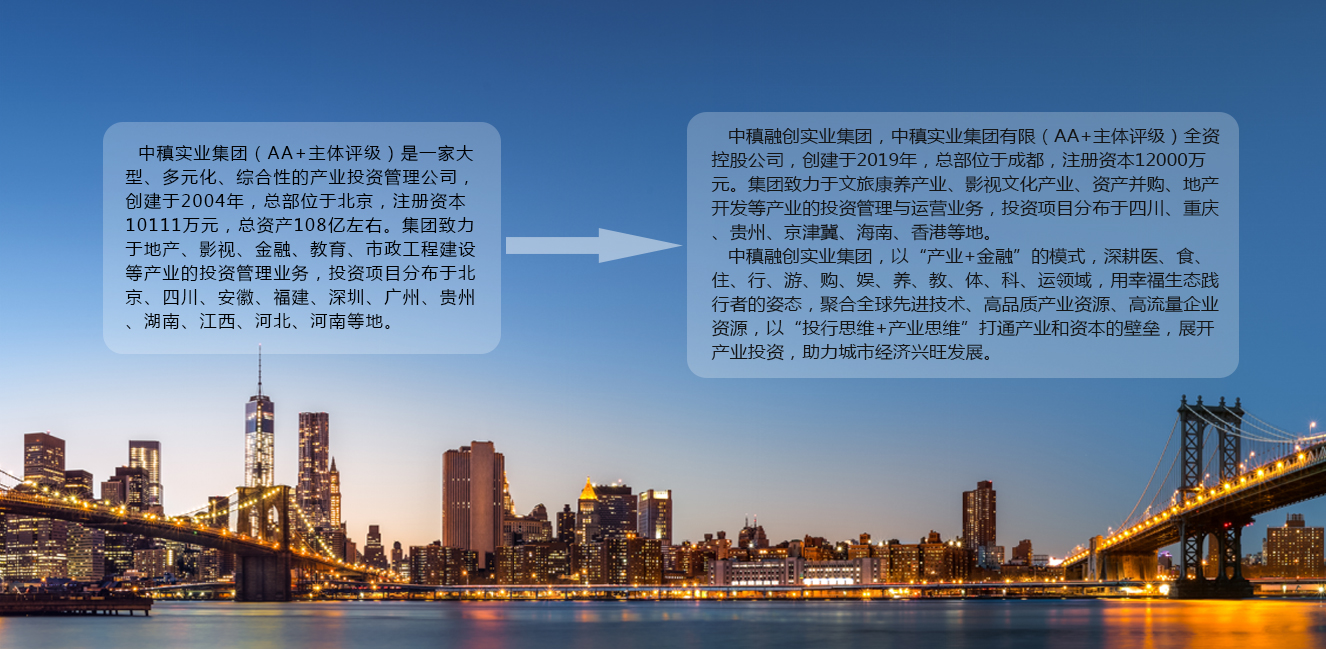 中稹实业集团（AA+主体评级）是一家大
型、多元化、综合性的产业投资管理公司，
创建于2004年，总部位于北京，注册资本
10111万元，总资产108亿左右。集团致力
于地产、影视、金融、教育、市政工程建设
等产业的投资管理业务，投资项目分布于北
京、四川、安徽、福建、深圳、广州、贵州
、湖南、江西、河北、河南等地。
中稹融创实业集团，中稹实业集团有限（AA+主体评级）全资
控股公司，创建于2019年，总部位于成都，注册资本12000万
元。集团致力于文旅康养产业、影视文化产业、资产并购、地产
开发等产业的投资管理与运营业务，投资项目分布于四川、重庆
、贵州、京津翼、海南、香港等地。
中稹融创实业集团，以“产业+金融”的模式，深耕医、食、
住、行、游、购、娱、养、教、体、科、运领域，用幸福生态践
行者的姿态，聚合全球先进技术、高品质产业资源、高流量企业
资源，以“投行思维+产业思维”打通产业和资本的壁垒，展开
产业投资，助力城市经济兴旺发展。